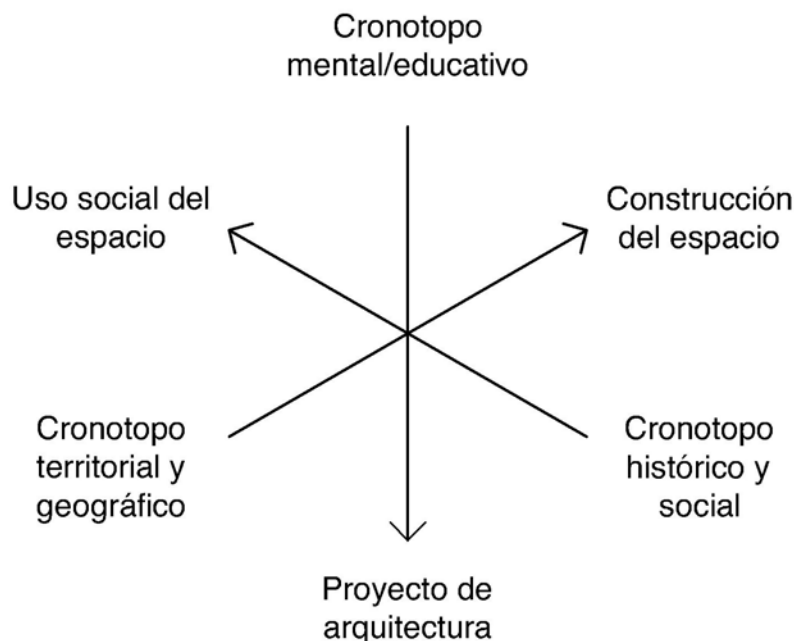 Cronotopo
mental/educativo
Uso social del
espacio
Construcción
del espacio
Cronotopo
territorial y
geográfico
Cronotopo
histórico y
social
Proyecto de
arquitectura